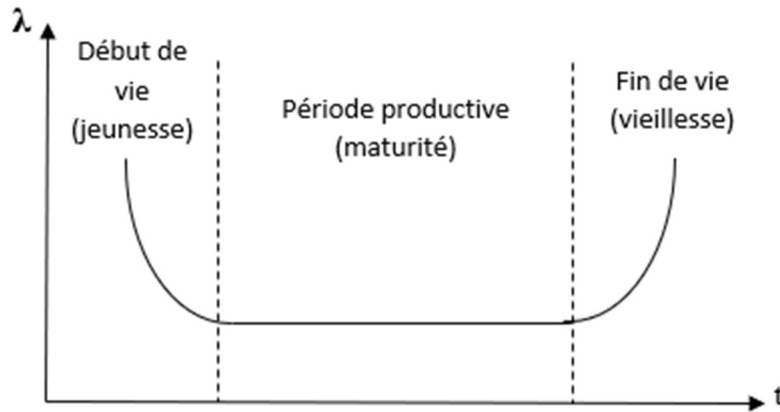 λ
Début de
vie
(jeunesse)
Période productive
(maturité)
Fin de vie
(vieillesse)
t